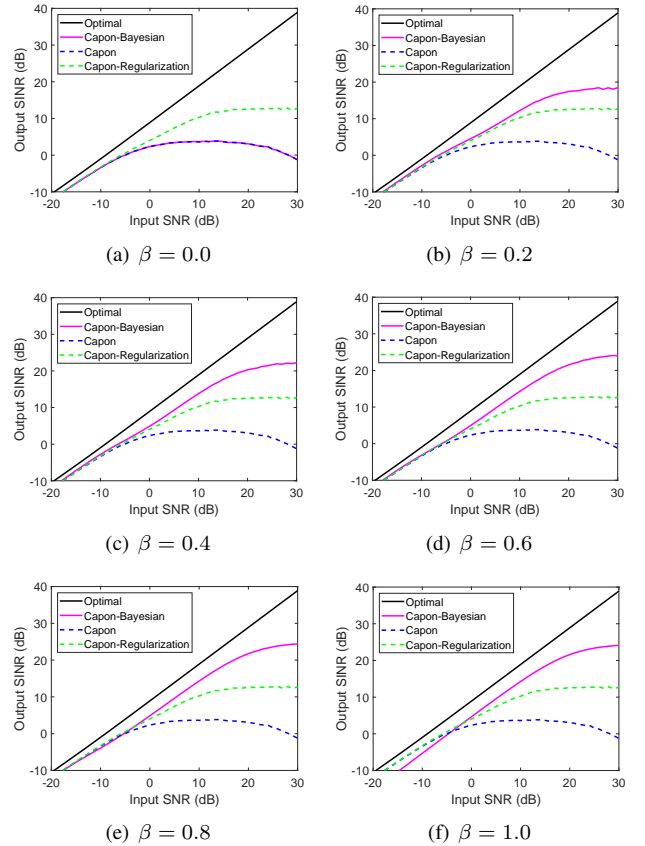 40
30
20
10
0
-10
Output SINR (dB)
Optimal
Capon-Bayesian
Capon
Capon-Regularization
-20 -10 0 10 20 30
Input SNR (dB)
(a) β = 0.0
40
30
20
10
0
-10
Output SINR (dB)
Optimal
Capon-Bayesian
Capon
Capon-Regularization
-20 -10 0 10 20 30
Input SNR (dB)
(b) β = 0.2
40
30
20
10
0
-10
Output SINR (dB)
Optimal
Capon-Bayesian
Capon
Capon-Regularization
-20 -10 0 10 20 30
Input SNR (dB)
(c) β = 0.4
40
30
20
10
0
-10
Output SINR (dB)
Optimal
Capon-Bayesian
Capon
Capon-Regularization
-20 -10 0 10 20 30
Input SNR (dB)
(d) β = 0.6
40
30
20
10
0
-10
Output SINR (dB)
Optimal
Capon-Bayesian
Capon
Capon-Regularization
-20 -10 0 10 20 30
Input SNR (dB)
(e) β = 0.8
40
30
20
10
0
-10
Output SINR (dB)
Optimal
Capon-Bayesian
Capon
Capon-Regularization
-20 -10 0 10 20 30
Input SNR (dB)
(f) β = 1.0